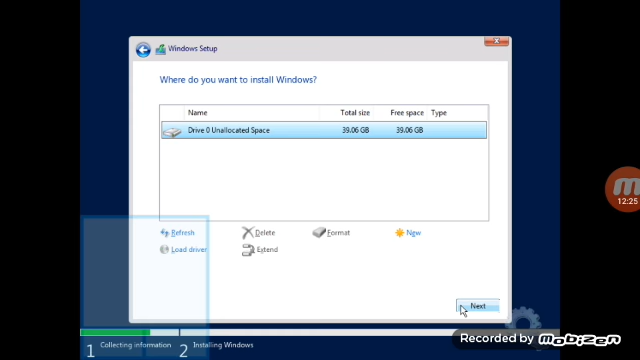 Windows Setup
Where do you want to install Windows?
Name Total size Free space Type
Drive 0 Unallocated Space 39.06 GB 39.06 GB
Refresh Delete Format New
Load driver Extend
Next
12:25
1 Collecting information 2 Installing Windows
Recorded by mobizen